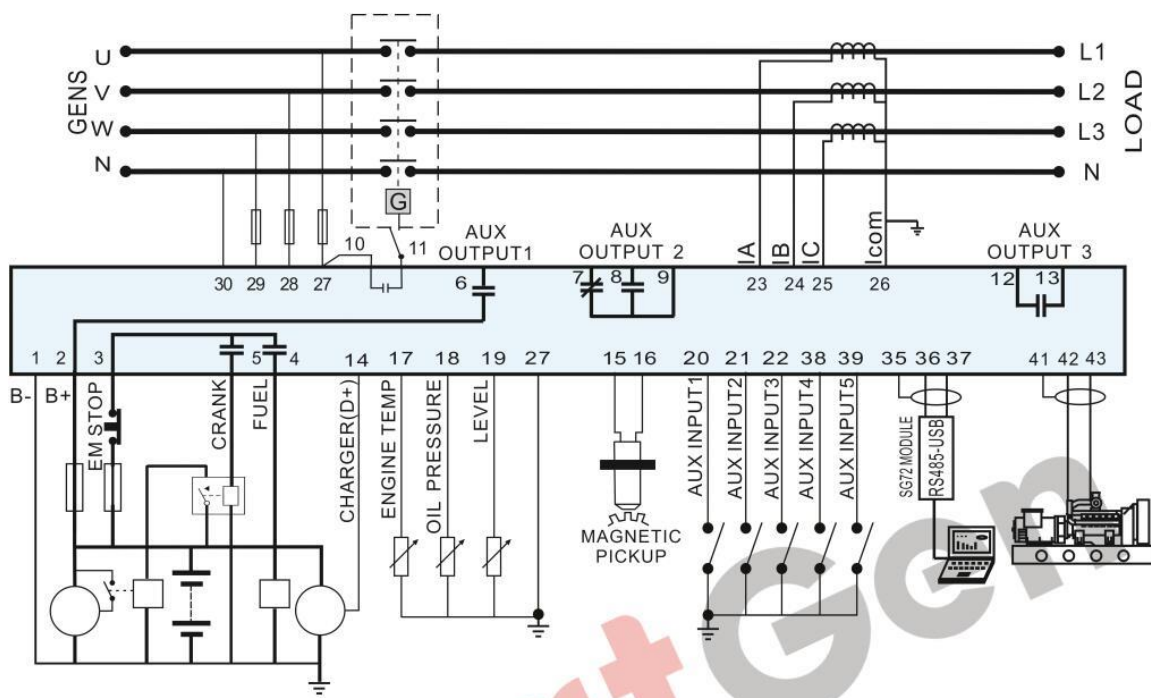 GENS
U
V
W
N
L1
L2
L3
N
LOAD
G
10
11
AUX
OUTPUT1
AUX
OUTPUT 2
IA
IB
IC
Icom
AUX
OUTPUT 3
30
29
28
27
6
7
8
9
23
24
25
26
12
13
1
2
3
5
4
14
17
18
19
27
15
16
20
21
22
38
39
35
36
37
41
42
43
B-
B+
EM STOP
CRANK
FUEL
CHARGER(D+)
ENGINE TEMP
OIL PRESSURE
LEVEL
MAGNETIC
PICKUP
AUX INPUT1
AUX INPUT2
AUX INPUT3
AUX INPUT4
AUX INPUT5
SG72 MODULE
RS485-USB
tGen